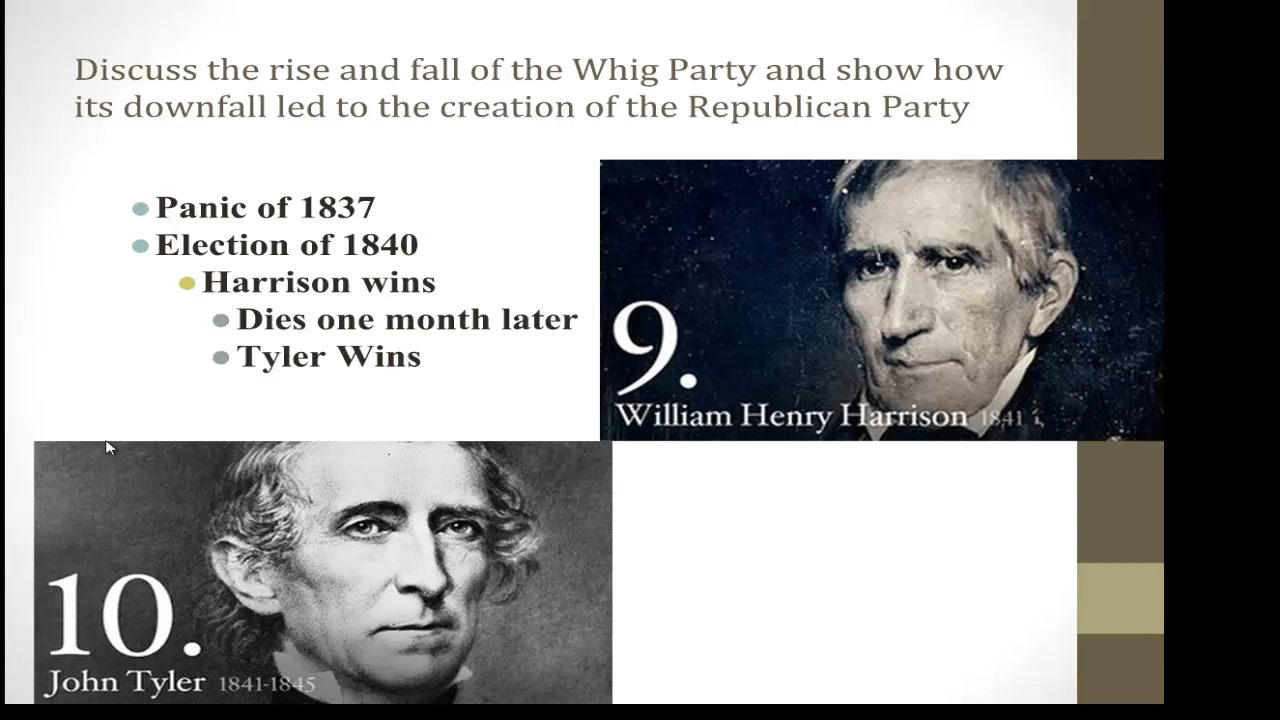 Discuss the rise and fall of the Whig Party and show how
its downfall led to the creation of the Republican Party
Panic of 1837
Election of 1840
Harrison wins
Dies one month later
Tyler Wins
9.
William Henry Harrison 1841
10.
John Tyler 1841-1845